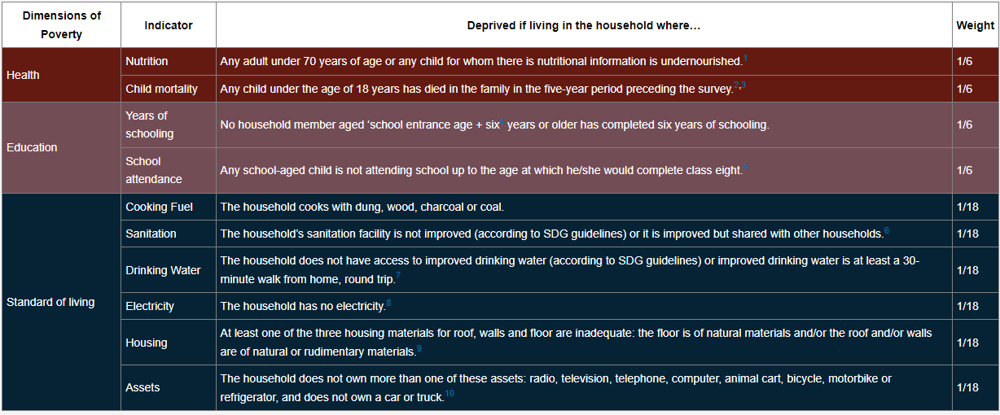 Dimensions of
Poverty
Indicator
Deprived if living in the household where…
Weight
Health
Nutrition
Any adult under 70 years of age or any child for whom there is nutritional information is undernourished.1
1/6
Child mortality
Any child under the age of 18 years has died in the family in the five-year period preceding the survey.2,3
1/6
Education
Years of
schooling
No household member aged ‘school entrance age + six4 years or older has completed six years of schooling.
1/6
School
attendance
Any school-aged child is not attending school up to the age at which he/she would complete class eight.5
1/6
Standard of living
Cooking Fuel
The household cooks with dung, wood, charcoal or coal.
1/18
Sanitation
The household’s sanitation facility is not improved (according to SDG guidelines) or it is improved but shared with other households.6
1/18
Drinking Water
The household does not have access to improved drinking water (according to SDG guidelines) or improved drinking water is at least a 30-
minute walk from home, round trip.7
1/18
Electricity
The household has no electricity.8
1/18
Housing
At least one of the three housing materials for roof, walls and floor are inadequate: the floor is of natural materials and/or the roof and/or walls
are of natural or rudimentary materials.9
1/18
Assets
The household does not own more than one of these assets: radio, television, telephone, computer, animal cart, bicycle, motorbike or
refrigerator, and does not own a car or truck.10
1/18